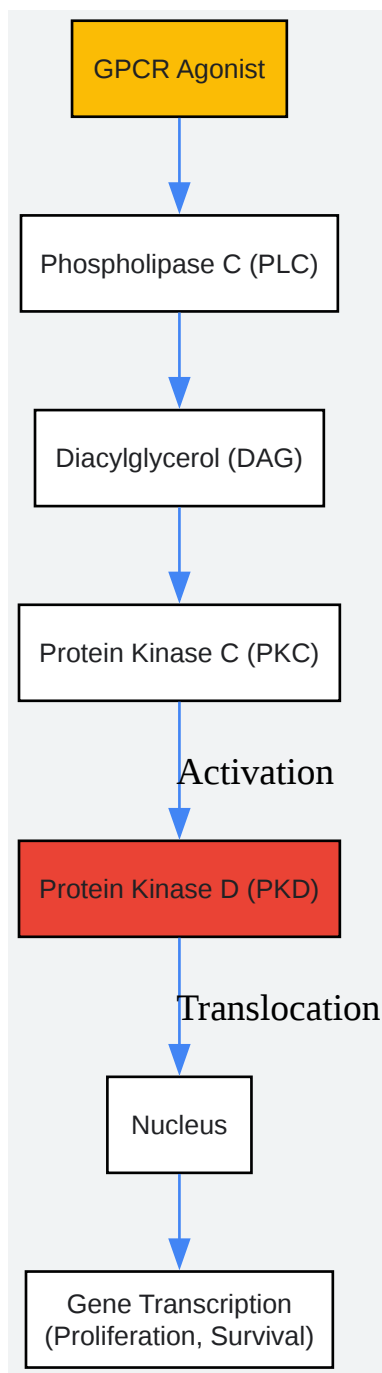 GPCR Agonist
Phospholipase C (PLC)
Diacylglycerol (DAG)
Protein Kinase C (PKC)
Activation
Protein Kinase D (PKD)
Translocation
Nucleus
Gene Transcription
(Proliferation, Survival)